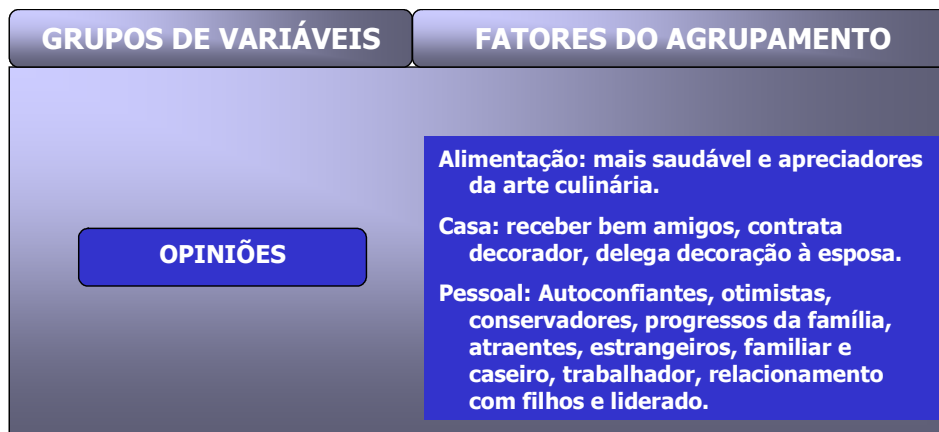 GRUPOS DE VARIÁVEIS
FATORES DO AGRUPAMENTO
OPINIÕES
Alimentação: mais saudável e apreciadores
da arte culinária.
Casa: receber bem amigos, contrata
decorador, delega decoração à esposa.
Pessoal: Autoconfiantes, otimistas,
conservadores, progressos da família,
atraentes, estrangeiros, familiar e
caseiro, trabalhador, relacionamento
com filhos e liderado.